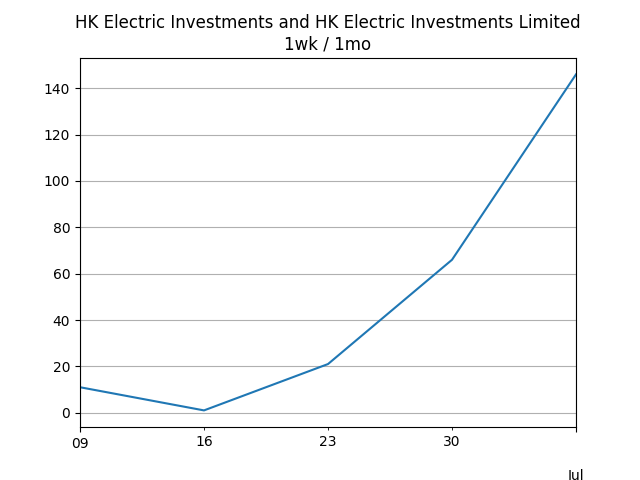 HK Electric Investments and HK Electric Investments Limited
1wk / 1mo
140
120
100
80
60
40
20
0
09 16 23 30
Iul